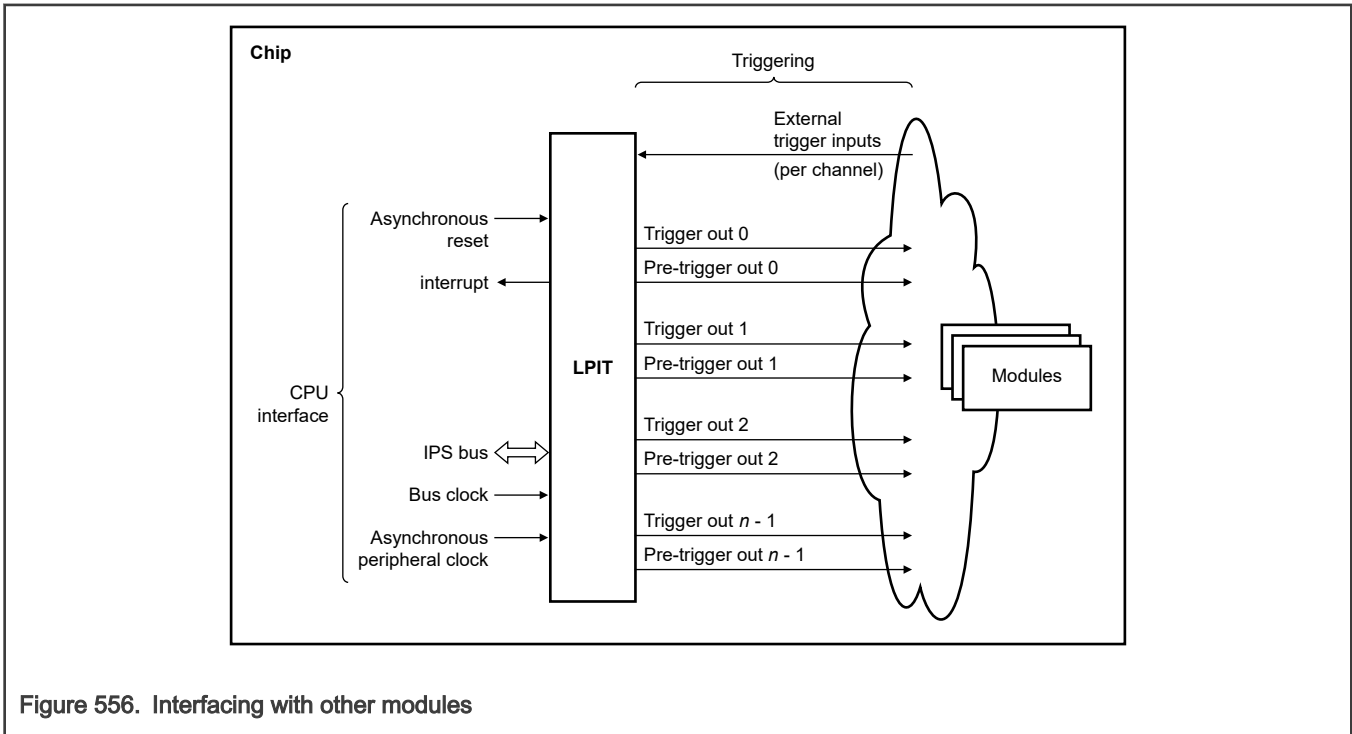 Chip
Triggering
External
trigger inputs
(per channel)
Asynchronous
reset
interrupt
CPU
interface
IPS bus
Bus clock
Asynchronous
peripheral clock
LPIT
Trigger out 0
Pre-trigger out 0
Trigger out 1
Pre-trigger out 1
Trigger out 2
Pre-trigger out 2
Trigger out n - 1
Pre-trigger out n - 1
Modules
Figure 556. Interfacing with other modules